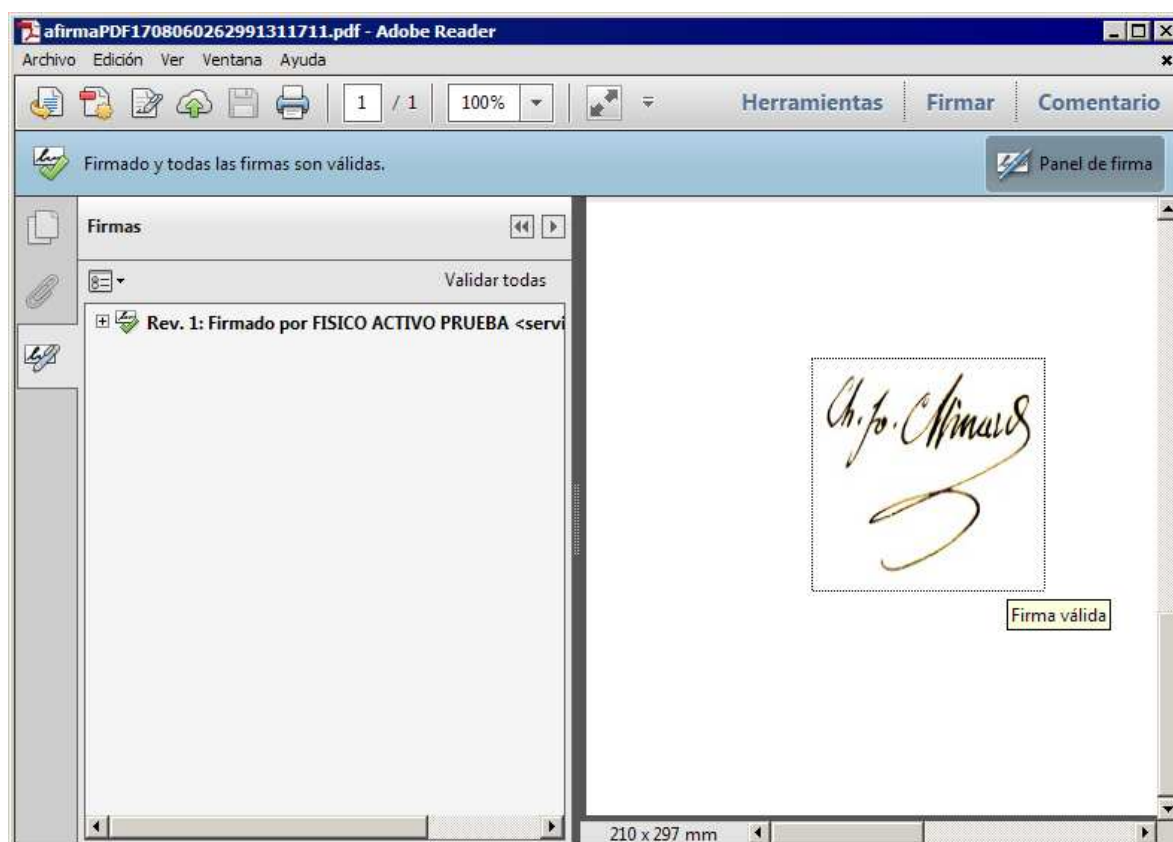 afirmaPDF1708060262991311711.pdf - Adobe Reader
Archivo Edición Ver Ventana Ayuda
1 / 1 100% Herramientas Firmar Comentario
Firmado y todas las firmas son válidas. Panel de firma
Firmas
Validar todas
Rev. 1: Firmado por FISICO ACTIVO PRUEBA <servi
Ch. Jo.
Firma válida
210 x 297 mm